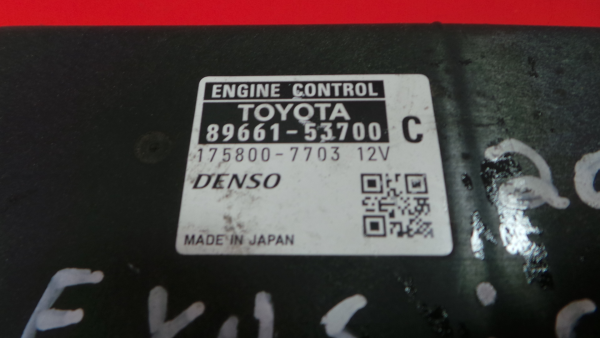 ENGINE CONTROL
TOYOTA
89661-53700 C
175800-7703 12V
DENSO
MADE IN JAPAN